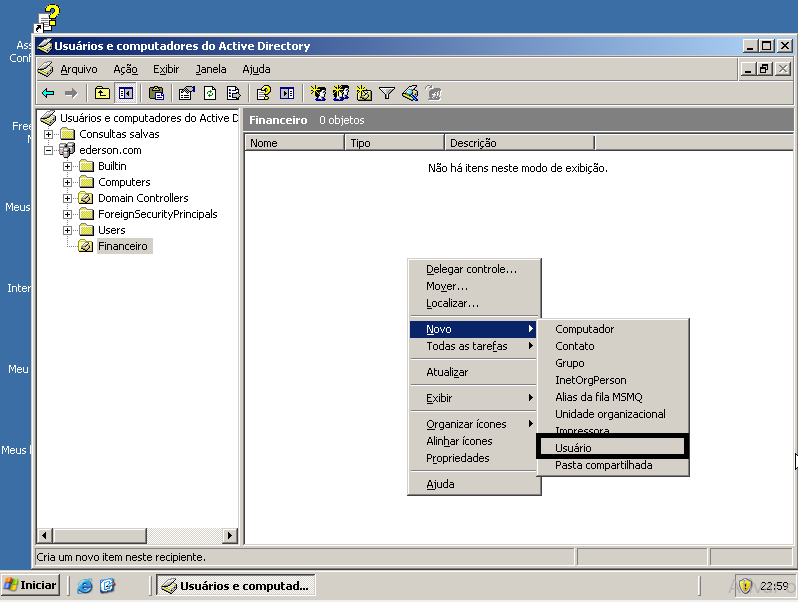 Ass
Conf
Usuários e computadores do Active Directory
Arquivo Ação Exibir Janela Ajuda
Usuários e computadores do Active D
Consultas salvas
ederson.com
Builtin
Computers
Domain Controllers
ForeignSecurityPrincipals
Users
Financeiro
Financeiro 0 objetos
Nome Tipo Descrição
Não há itens neste modo de exibição.
Free
Meus
Inter
Meu
Meus
Delegar controle...
Mover...
Localizar...
Novo
Todas as tarefas
Atualizar
Exibir
Organizar ícones
Alinhar ícones
Propriedades
Ajuda
Computador
Contato
Grupo
InetOrgPerson
Alias da fila MSMQ
Unidade organizacional
Impressora
Usuário
Pasta compartilhada
Cria um novo item neste recipiente.
Iniciar
Usuários e computad...
22:59